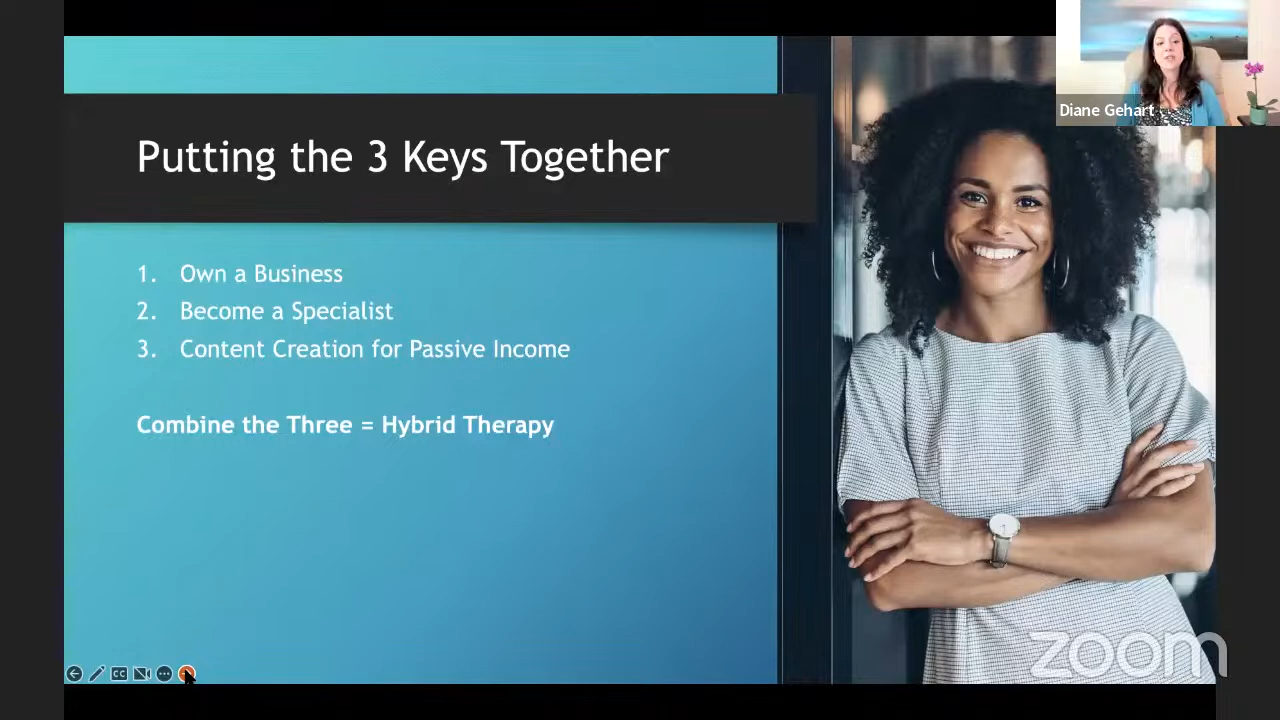 Diane Gehart
Putting the 3 Keys Together
1. Own a Business
2. Become a Specialist
3. Content Creation for Passive Income
Combine the Three = Hybrid Therapy
CC
zoom